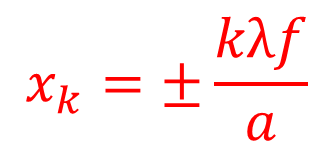 x_k = ± kλf / a